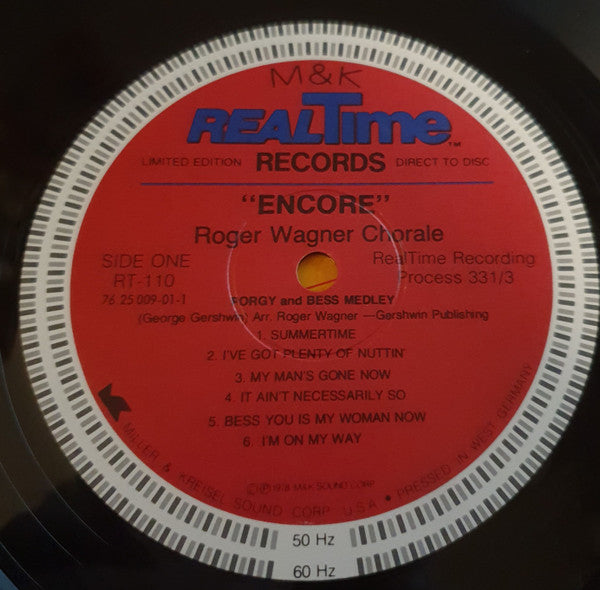 M&K
REALTime™
LIMITED EDITION RECORDS DIRECT TO DISC
"ENCORE"
Roger Wagner Chorale
SIDE ONE RealTime Recording
RT-110 Process 331/3
76.25 009-01-1
PORGY and BESS MEDLEY
(George Gershwin) Arr. Roger Wagner —Gershwin Publishing
1. SUMMERTIME
2. I'VE GOT PLENTY OF NUTTIN'
3. MY MAN'S GONE NOW
4. IT AIN'T NECESSARILY SO
5. BESS YOU IS MY WOMAN NOW
6. I'M ON MY WAY
©℗1978 M&K SOUND CORP.
MILLER & KREISEL SOUND CORP. U.S.A. • PRESSED IN WEST GERMANY
50 Hz
60 Hz